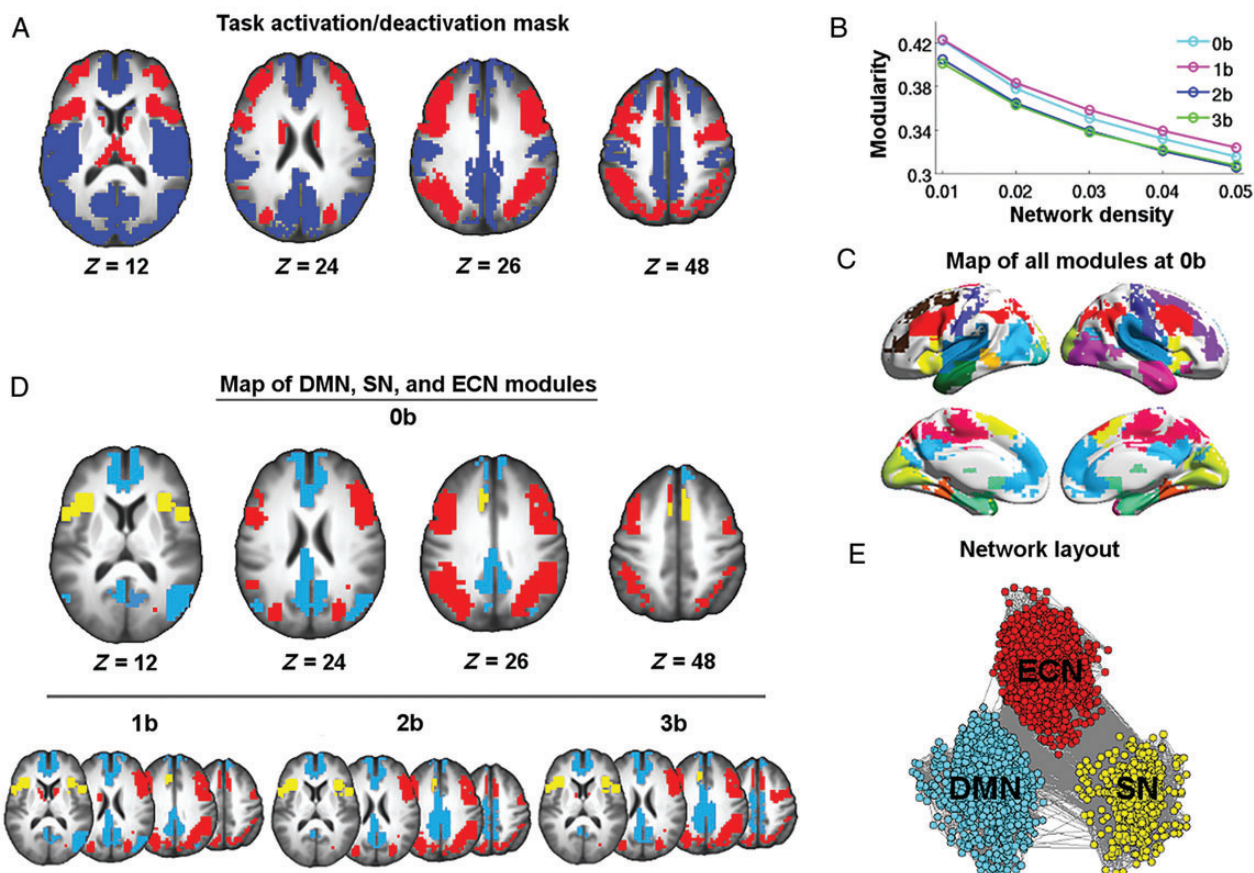 A
Task activation/deactivation mask
Z = 12
Z = 24
Z = 26
Z = 48
B
Modularity
0.42
0.38
0.34
0.3
0.01
0.02
0.03
0.04
0.05
Network density
0b
1b
2b
3b
C
Map of all modules at 0b
D
Map of DMN, SN, and ECN modules
0b
Z = 12
Z = 24
Z = 26
Z = 48
1b
2b
3b
E
Network layout
ECN
DMN
SN